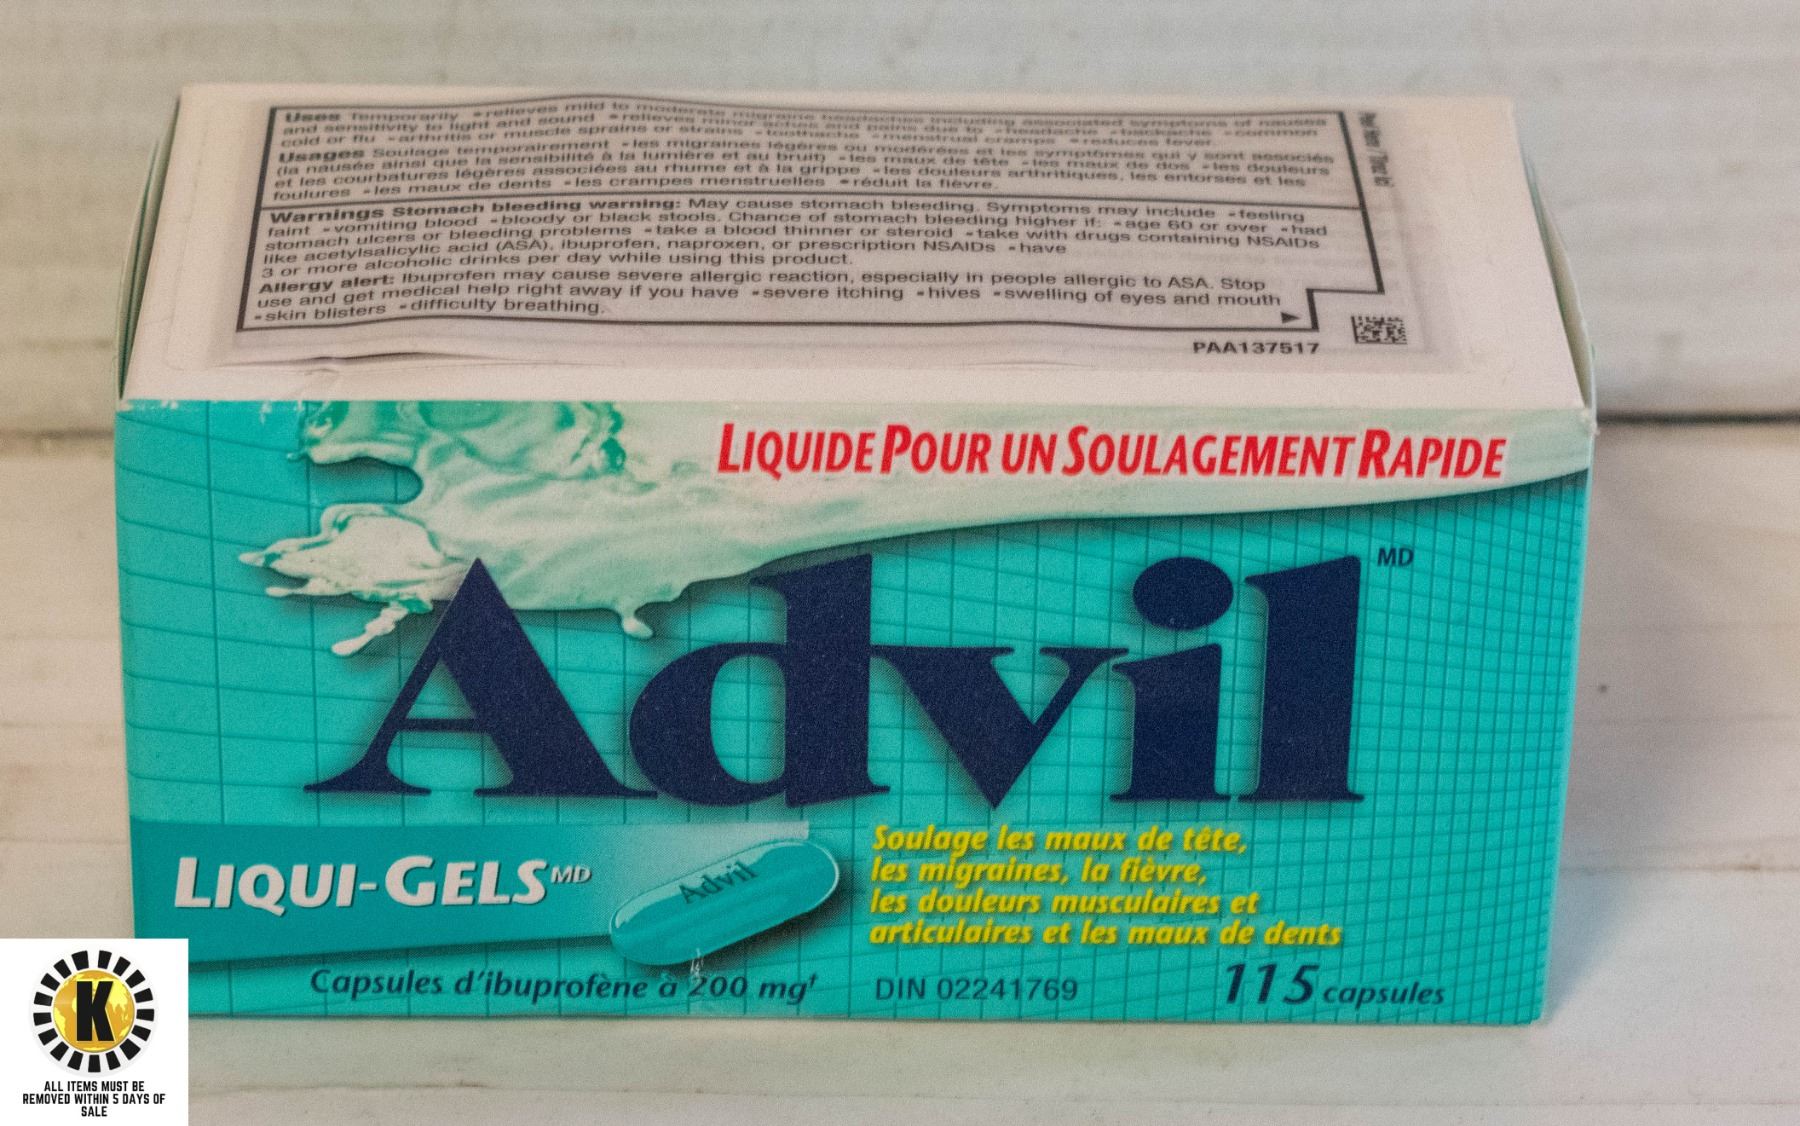 Uses Temporarily •relieves mild to moderate migraine headaches including associated symptoms of nausea
and sensitivity to light and sound •relieves minor aches and pains due to •headache •backache •common
cold or flu •arthritis or muscle sprains or strains •toothache •menstrual cramps •reduces fever.
Usages Soulage temporairement •les migraines légères ou modérées et les symptômes qui y sont associés
(la nausée ainsi que la sensibilité à la lumière et au bruit) •les maux de tête •les maux de dos •les douleurs
et les courbatures légères associées au rhume et à la grippe •les douleurs arthritiques, les entorses et les
foulures •les maux de dents •les crampes menstruelles •réduit la fièvre.
Warnings Stomach bleeding warning: May cause stomach bleeding. Symptoms may include •feeling
faint •vomiting blood •bloody or black stools. Chance of stomach bleeding higher if: •age 60 or over •had
stomach ulcers or bleeding problems •take a blood thinner or steroid •take with drugs containing NSAIDs
like acetylsalicylic acid (ASA), ibuprofen, naproxen, or prescription NSAIDs •have
3 or more alcoholic drinks per day while using this product.
Allergy alert: Ibuprofen may cause severe allergic reaction, especially in people allergic to ASA. Stop
use and get medical help right away if you have •severe itching •hives •swelling of eyes and mouth
•skin blisters •difficulty breathing.
PAA137517
LIQUIDE POUR UN SOULAGEMENT RAPIDE
Advil MD
LIQUI-GELS MD
Advil
Soulage les maux de tête,
les migraines, la fièvre,
les douleurs musculaires et
articulaires et les maux de dents
Capsules d'ibuprofène à 200 mg†
DIN 02241769
115 capsules
K
ALL ITEMS MUST BE
REMOVED WITHIN 5 DAYS OF
SALE